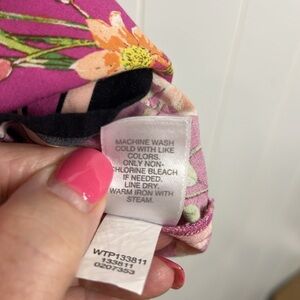 MACHINE WASH
COLD WITH LIKE
COLORS.
ONLY NON-
CHLORINE BLEACH
IF NEEDED.
LINE DRY.
WARM IRON WITH
STEAM.
WTP133811
133811
0207353